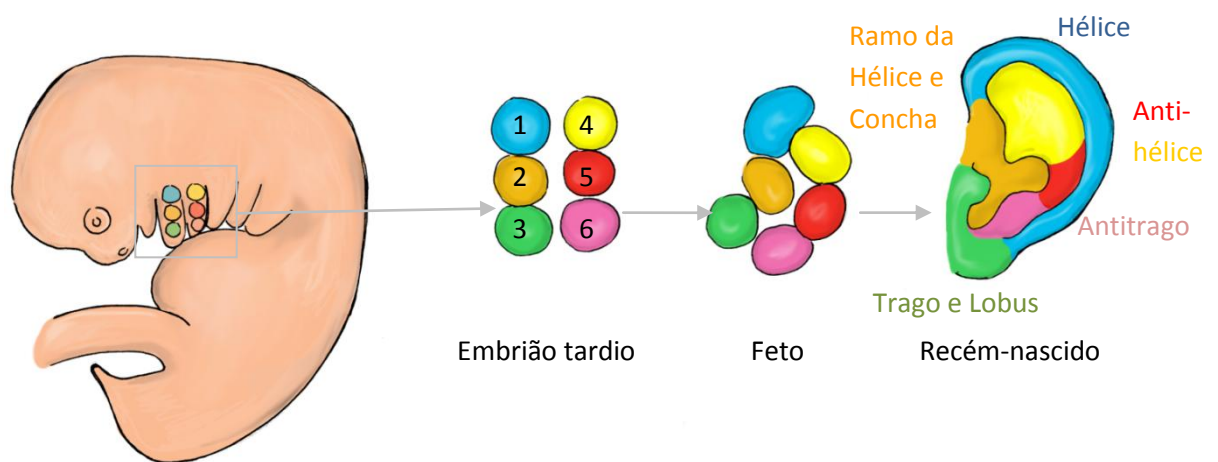 Ramo da
Hélice e
Concha
Hélice
Anti-
hélice
1 4
2 5
3 6
Antitrago
Trago e Lobus
Embrião tardio
Feto
Recém-nascido